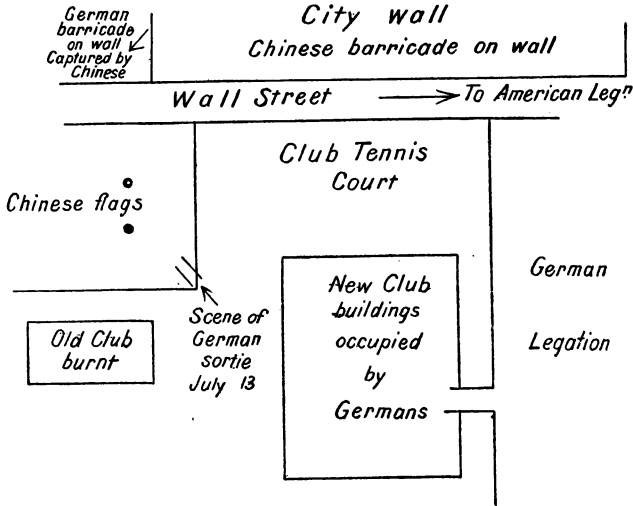 German
barricade
on wall
Captured by
Chinese
City wall
Chinese barricade on wall
Wall Street
To American Legn
Club Tennis
Court
Chinese flags
German
Legation
New Club
buildings
occupied
by
Germans
Scene of
German
sortie
July 13
Old Club
burnt